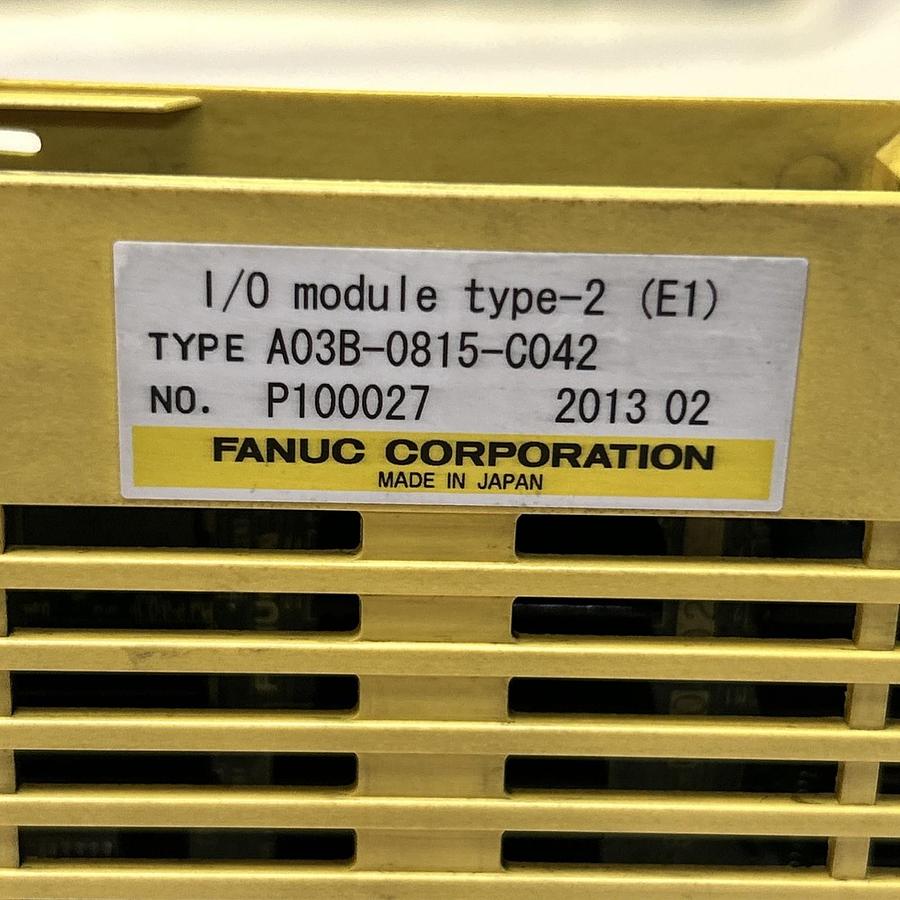 I/O module type-2 (E1)
TYPE A03B-0815-C042
NO. P100027 2013 02
FANUC CORPORATION
MADE IN JAPAN